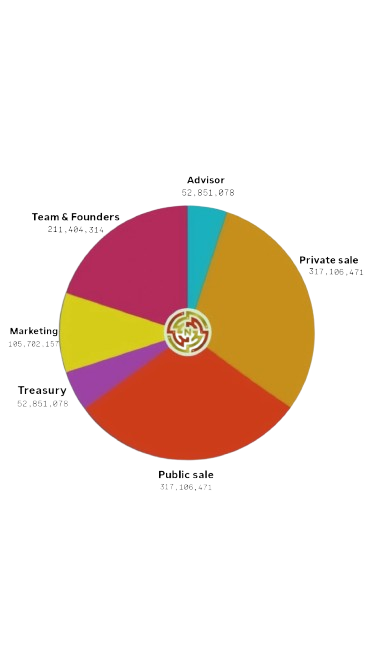 Advisor
52,851,078
Team & Founders
211,404,314
Private sale
317,106,471
Marketing
105,702,157
Treasury
52,851,078
Public sale
317,106,471
N